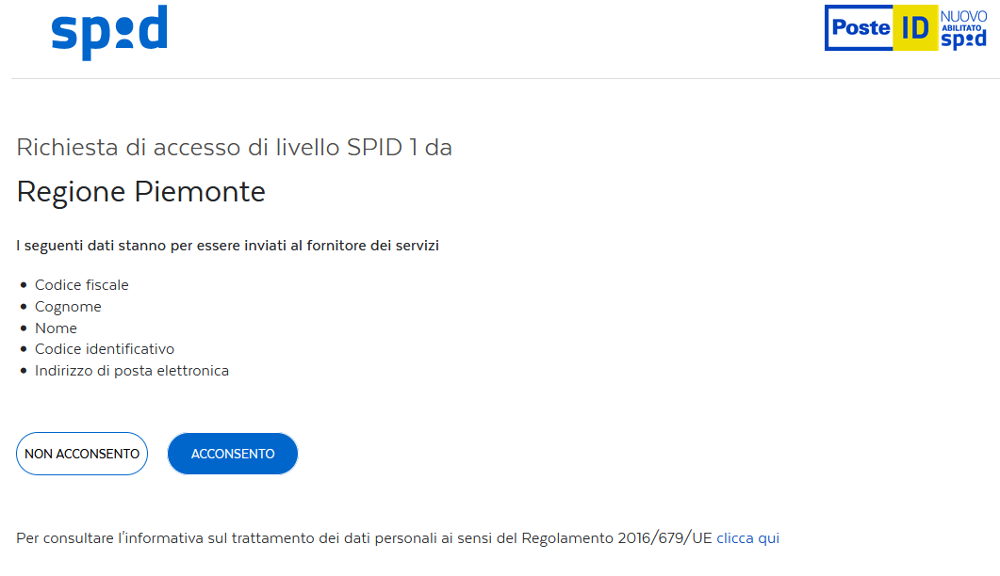 spid
Poste ID NUOVO
ABILITATO
spid
Richiesta di accesso di livello SPID 1 da
Regione Piemonte
I seguenti dati stanno per essere inviati al fornitore dei servizi
• Codice fiscale
• Cognome
• Nome
• Codice identificativo
• Indirizzo di posta elettronica
NON ACCONSENTO ACCONSENTO
Per consultare l'informativa sul trattamento dei dati personali ai sensi del Regolamento 2016/679/UE clicca qui